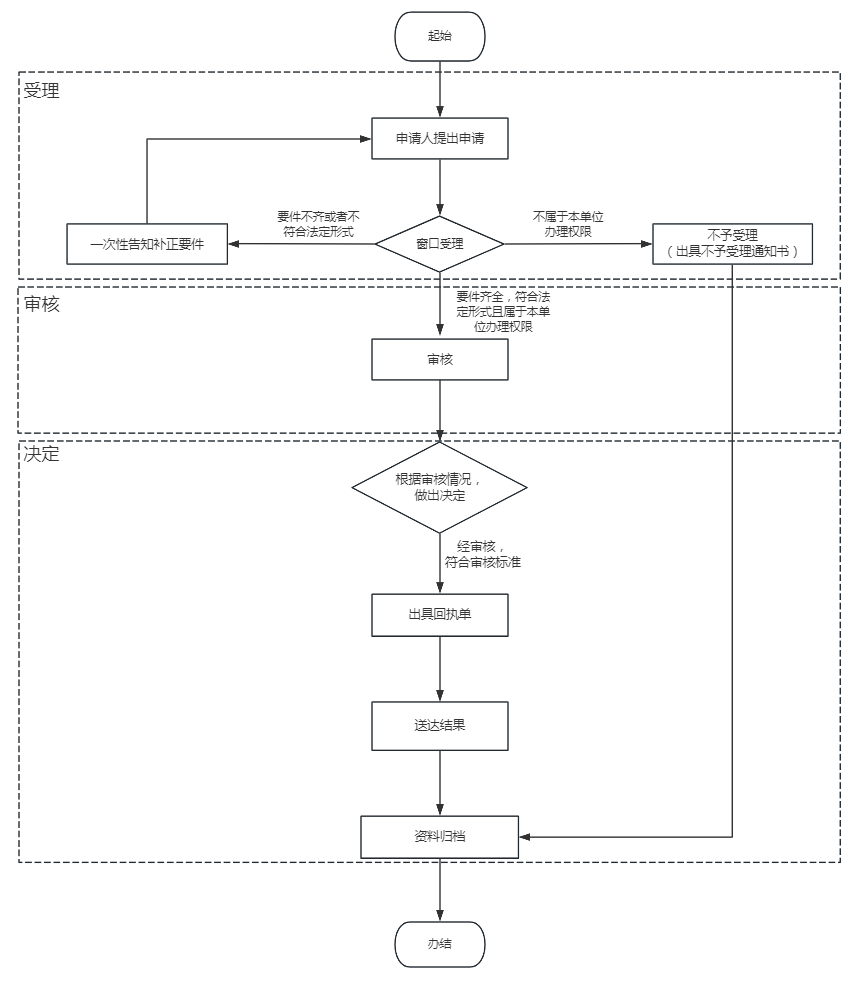 起始
受理
申请人提出申请
要件不齐或者不
符合法定形式
不属于本单位
办理权限
一次性告知补正要件
窗口受理
不予受理
（出具不予受理通知书）
审核
要件齐全，符合法
定形式且属于本单
位办理权限
审核
决定
根据审核情况，
做出决定
经审核，
符合审核标准
出具回执单
送达结果
资料归档
办结